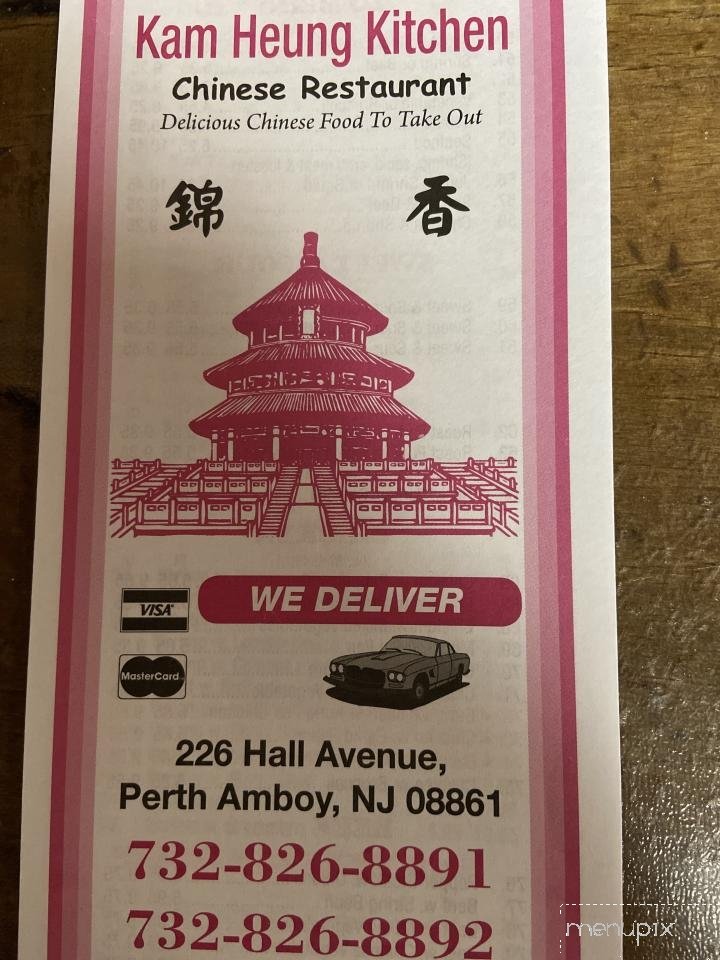 Kam Heung Kitchen
Chinese Restaurant
Delicious Chinese Food To Take Out
錦 香
WE DELIVER
VISA
MasterCard
226 Hall Avenue,
Perth Amboy, NJ 08861
732-826-8891
732-826-8892
menupix